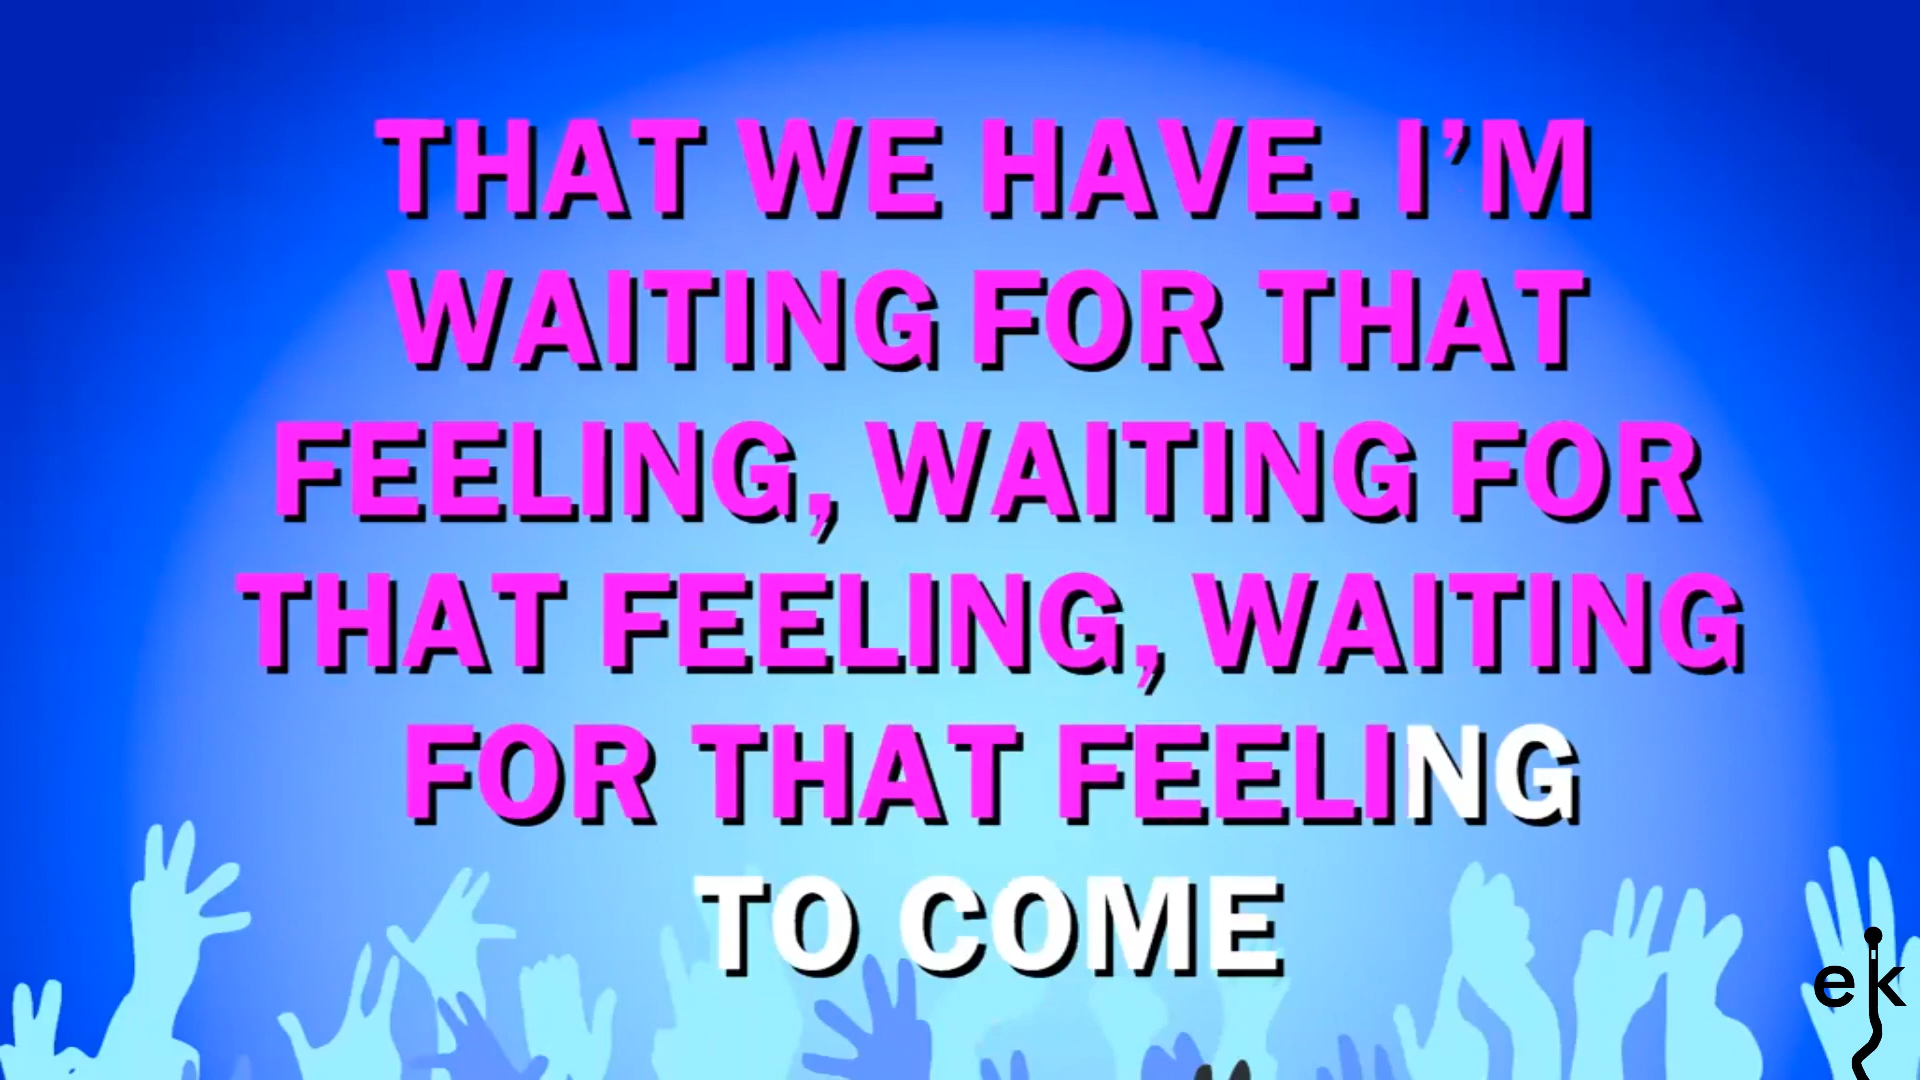 THAT WE HAVE. I’M
WAITING FOR THAT
FEELING, WAITING FOR
THAT FEELING, WAITING
FOR THAT FEELING
TO COME
ek